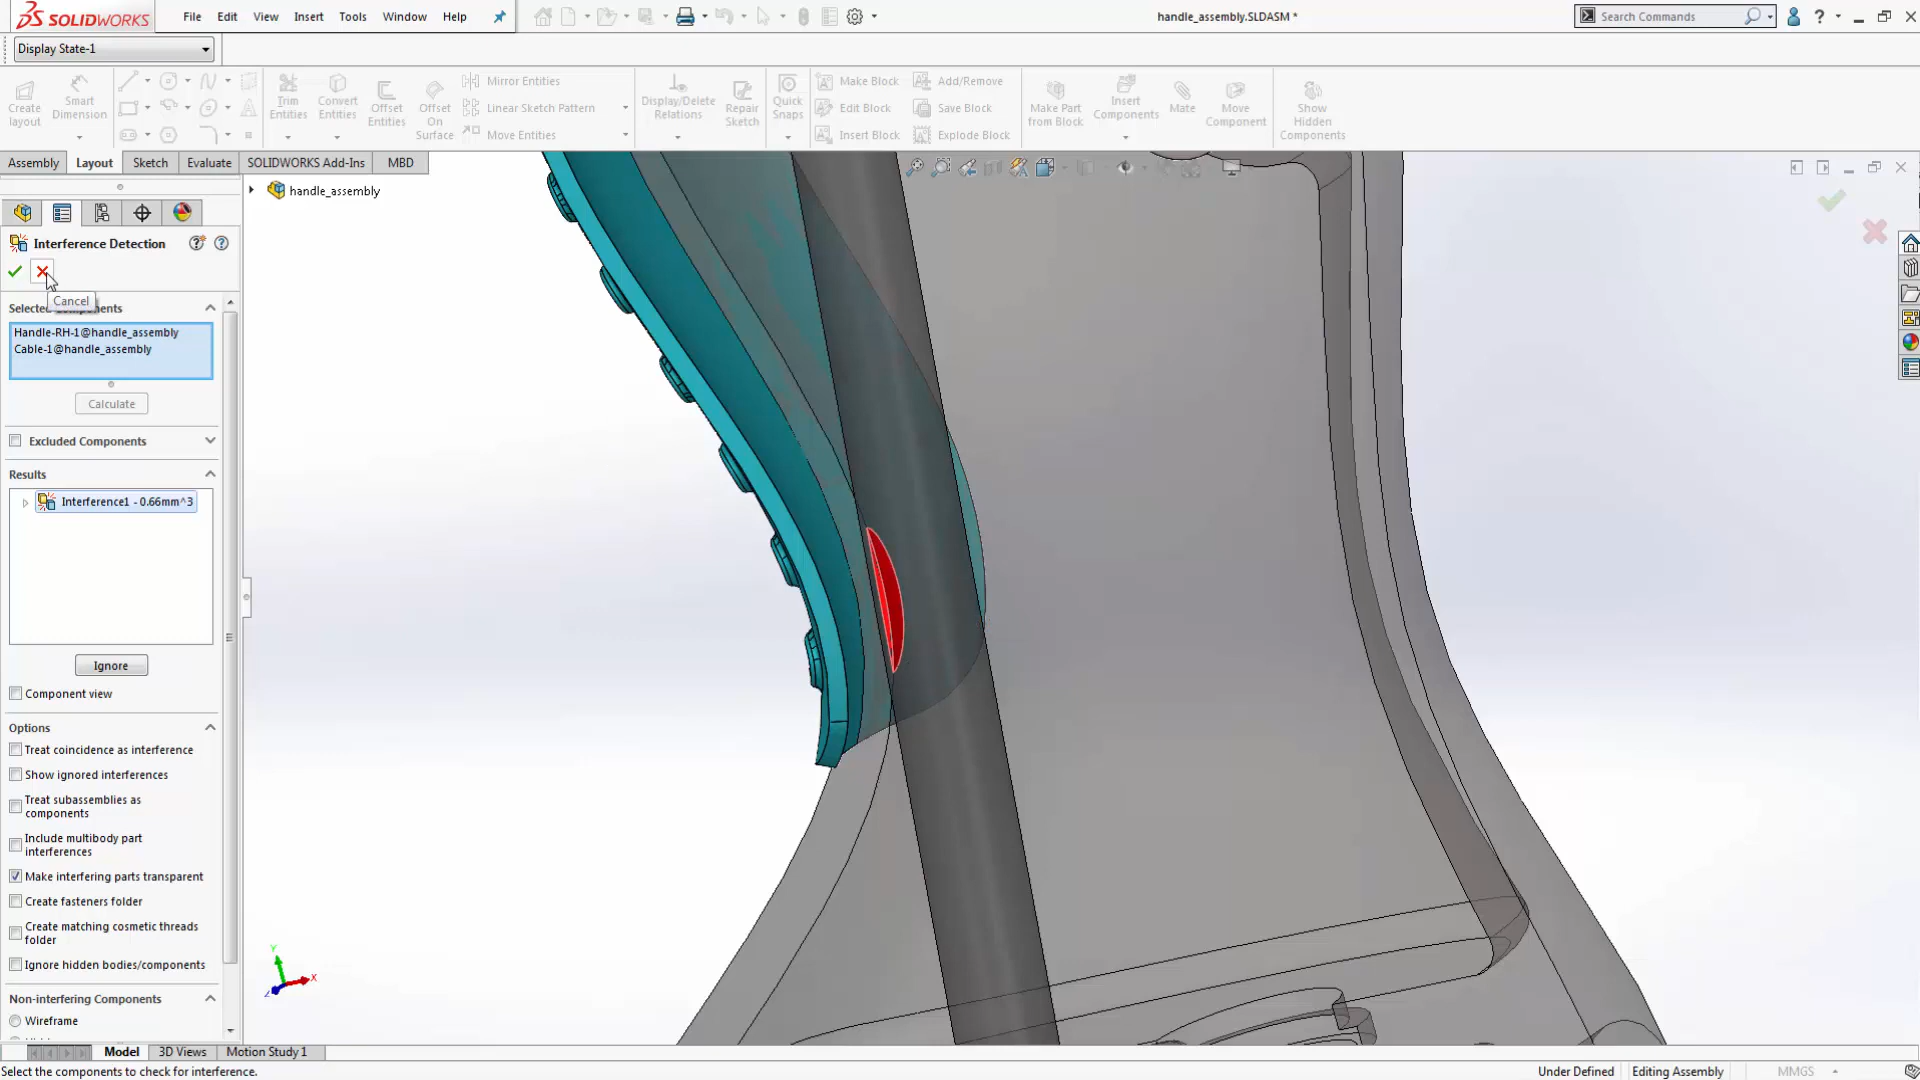 SOLIDWORKS
File Edit View Insert Tools Window Help
handle_assembly.SLDASM *
Search Commands
?
Display State-1
Create layout
Smart Dimension
Trim Entities
Convert Entities
Offset Entities
Offset On Surface
Mirror Entities
Linear Sketch Pattern
Move Entities
Display/Delete Relations
Repair Sketch
Quick Snaps
Make Block
Edit Block
Insert Block
Add/Remove
Save Block
Explode Block
Make Part from Block
Insert Components
Mate
Move Component
Show Hidden Components
Assembly Layout Sketch Evaluate SOLIDWORKS Add-Ins MBD
handle_assembly
Interference Detection
Cancel
Selected Components
Handle-RH-1@handle_assembly
Cable-1@handle_assembly
Calculate
Excluded Components
Results
Interference1 - 0.66mm^3
Ignore
Component view
Options
Treat coincidence as interference
Show ignored interferences
Treat subassemblies as
components
Include multibody part
interferences
Make interfering parts transparent
Create fasteners folder
Create matching cosmetic threads
folder
Ignore hidden bodies/components
Non-interfering Components
Wireframe
Y
X
Z
Model 3D Views Motion Study 1
Select the components to check for interference.
Under Defined Editing Assembly MMGS